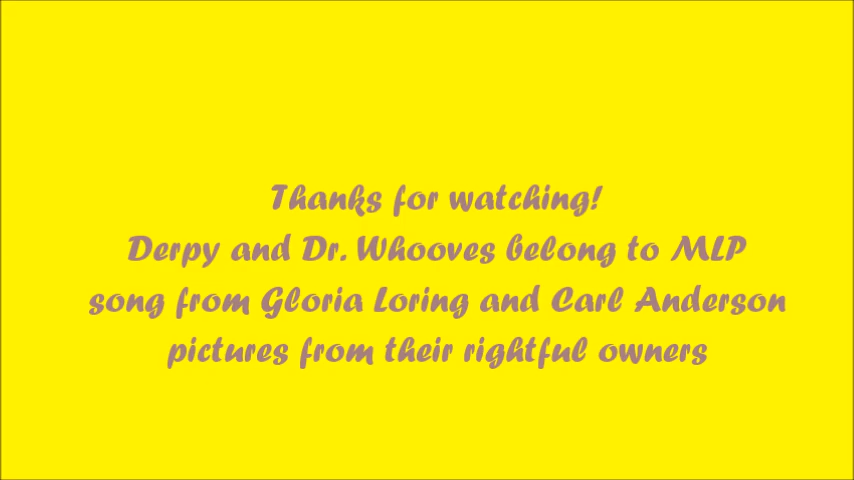 Thanks for watching!
Derpy and Dr. Whooves belong to MLP
song from Gloria Loring and Carl Anderson
pictures from their rightful owners